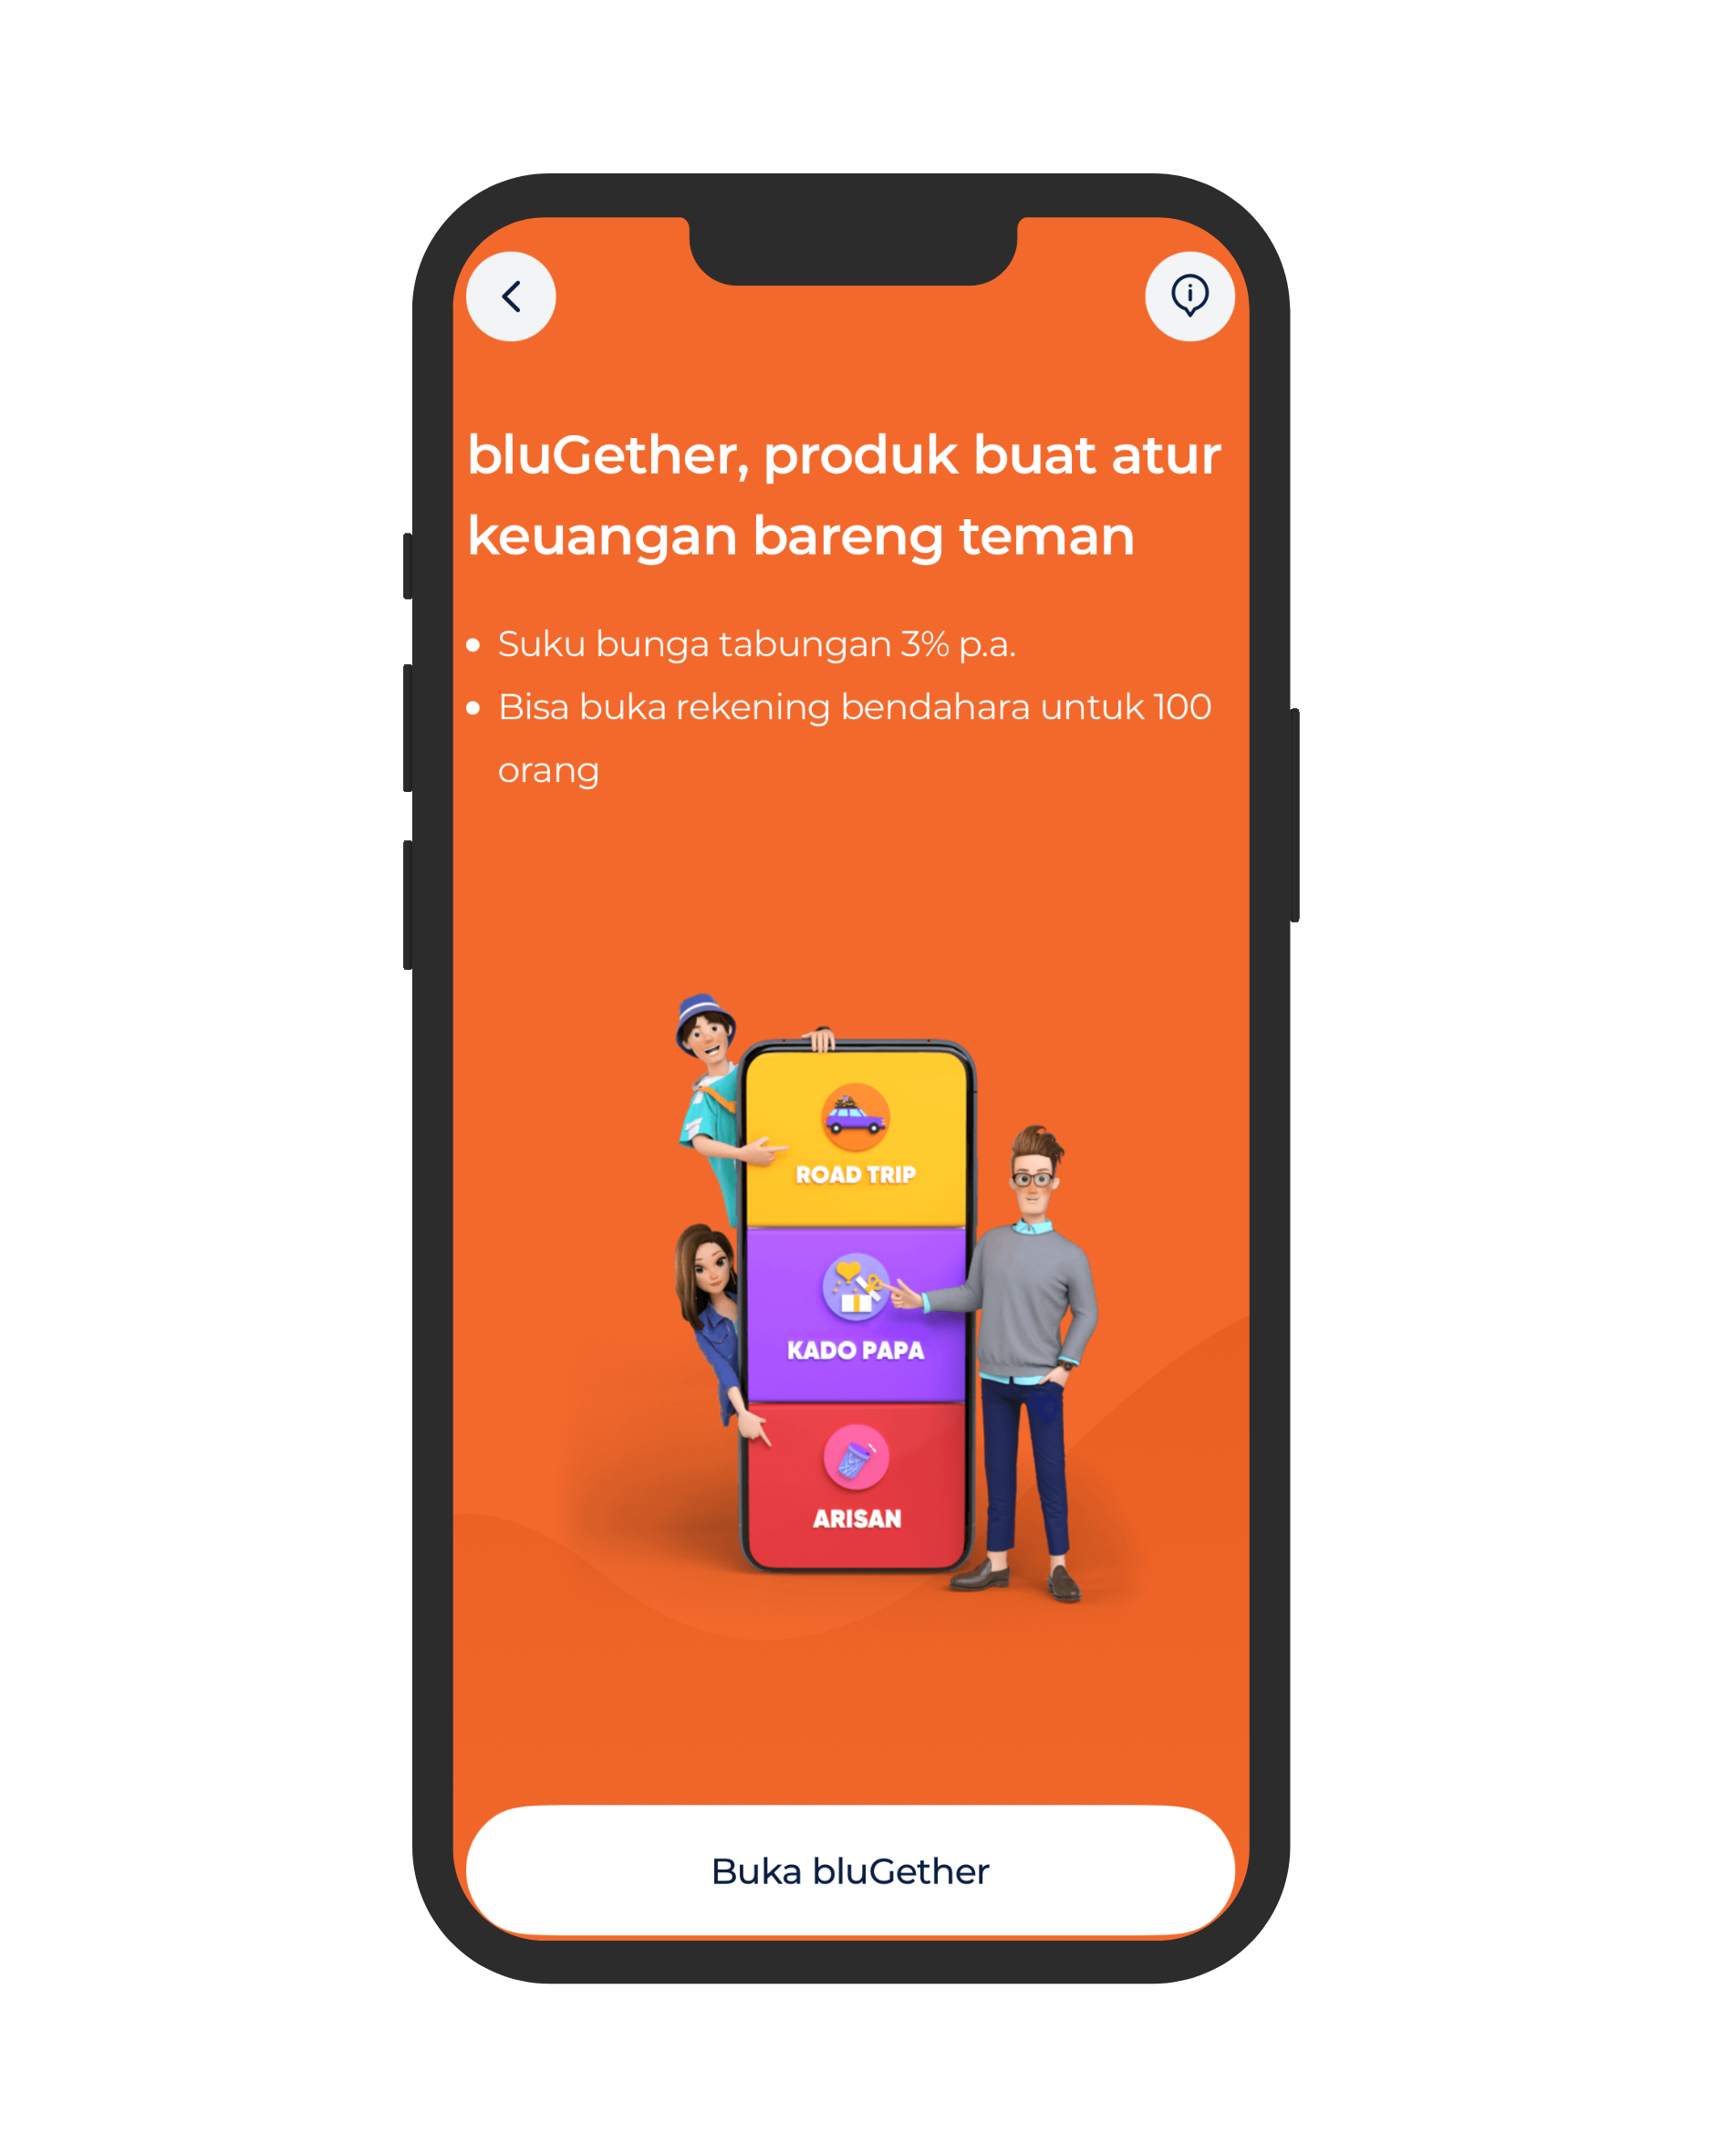 bluGether, produk buat atur
keuangan bareng teman
Suku bunga tabungan 3% p.a.
Bisa buka rekening bendahara untuk 100
orang
ROAD TRIP
KADO PAPA
ARISAN
Buka bluGether